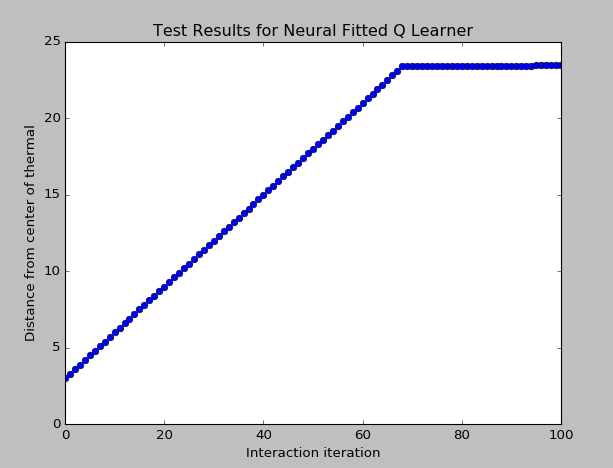 Test Results for Neural Fitted Q Learner
25
20
15
10
5
0
Distance from center of thermal
0 20 40 60 80 100
Interaction iteration